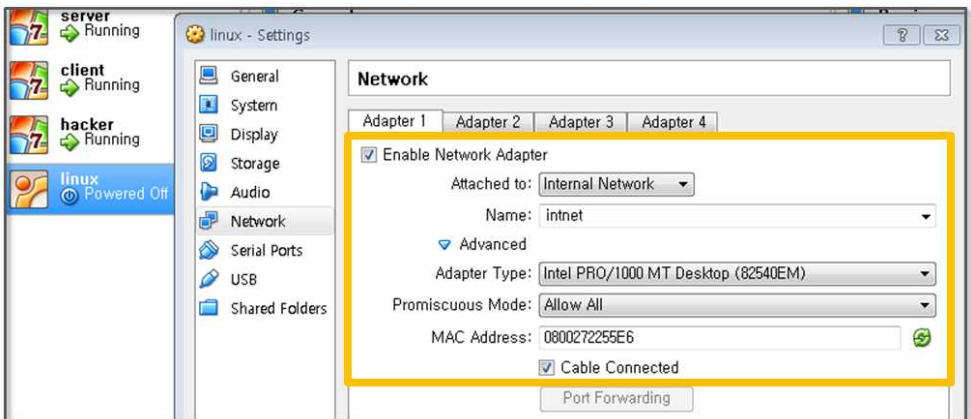 server
Running
client
Running
hacker
Running
linux
Powered Off
linux - Settings
General
System
Display
Storage
Audio
Network
Serial Ports
USB
Shared Folders
Network
Adapter 1 Adapter 2 Adapter 3 Adapter 4
Enable Network Adapter
Attached to: Internal Network
Name: intnet
Advanced
Adapter Type: Intel PRO/1000 MT Desktop (82540EM)
Promiscuous Mode: Allow All
MAC Address: 0800272255E6
Cable Connected
Port Forwarding